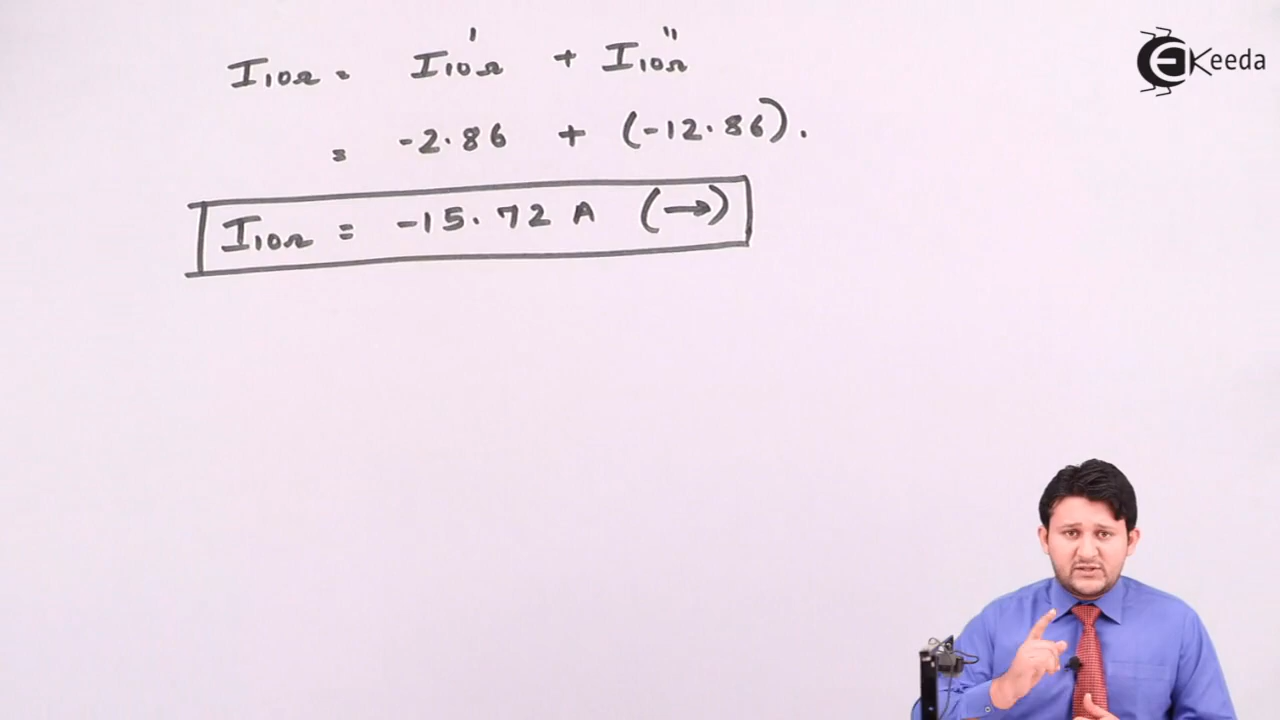 I10Ω = I10Ω' + I10Ω''
= -2.86 + (-12.86).
I10Ω = -15.72 A (→)
EKeeda